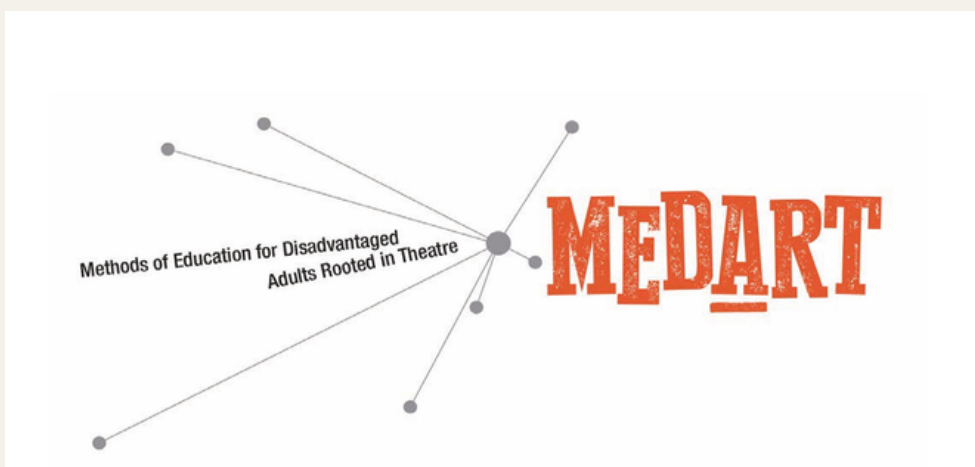 Methods of Education for Disadvantaged
Adults Rooted in Theatre
MEDART